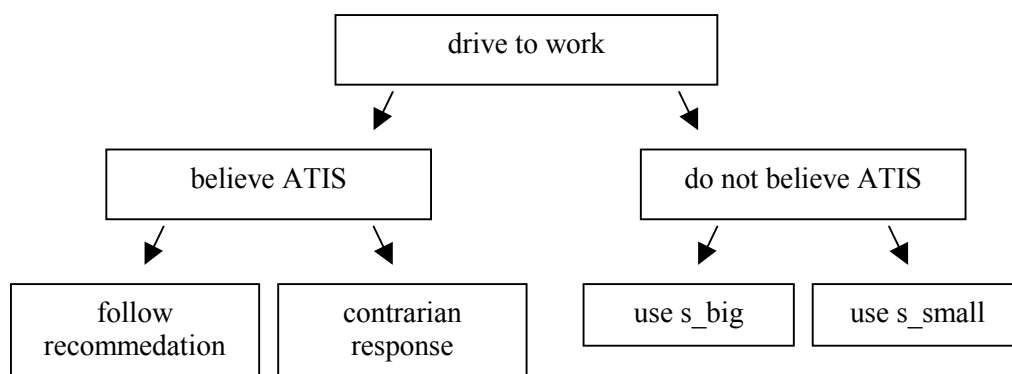 drive to work
believe ATIS
do not believe ATIS
follow
recommedation
contrarian
response
use s_big
use s_small